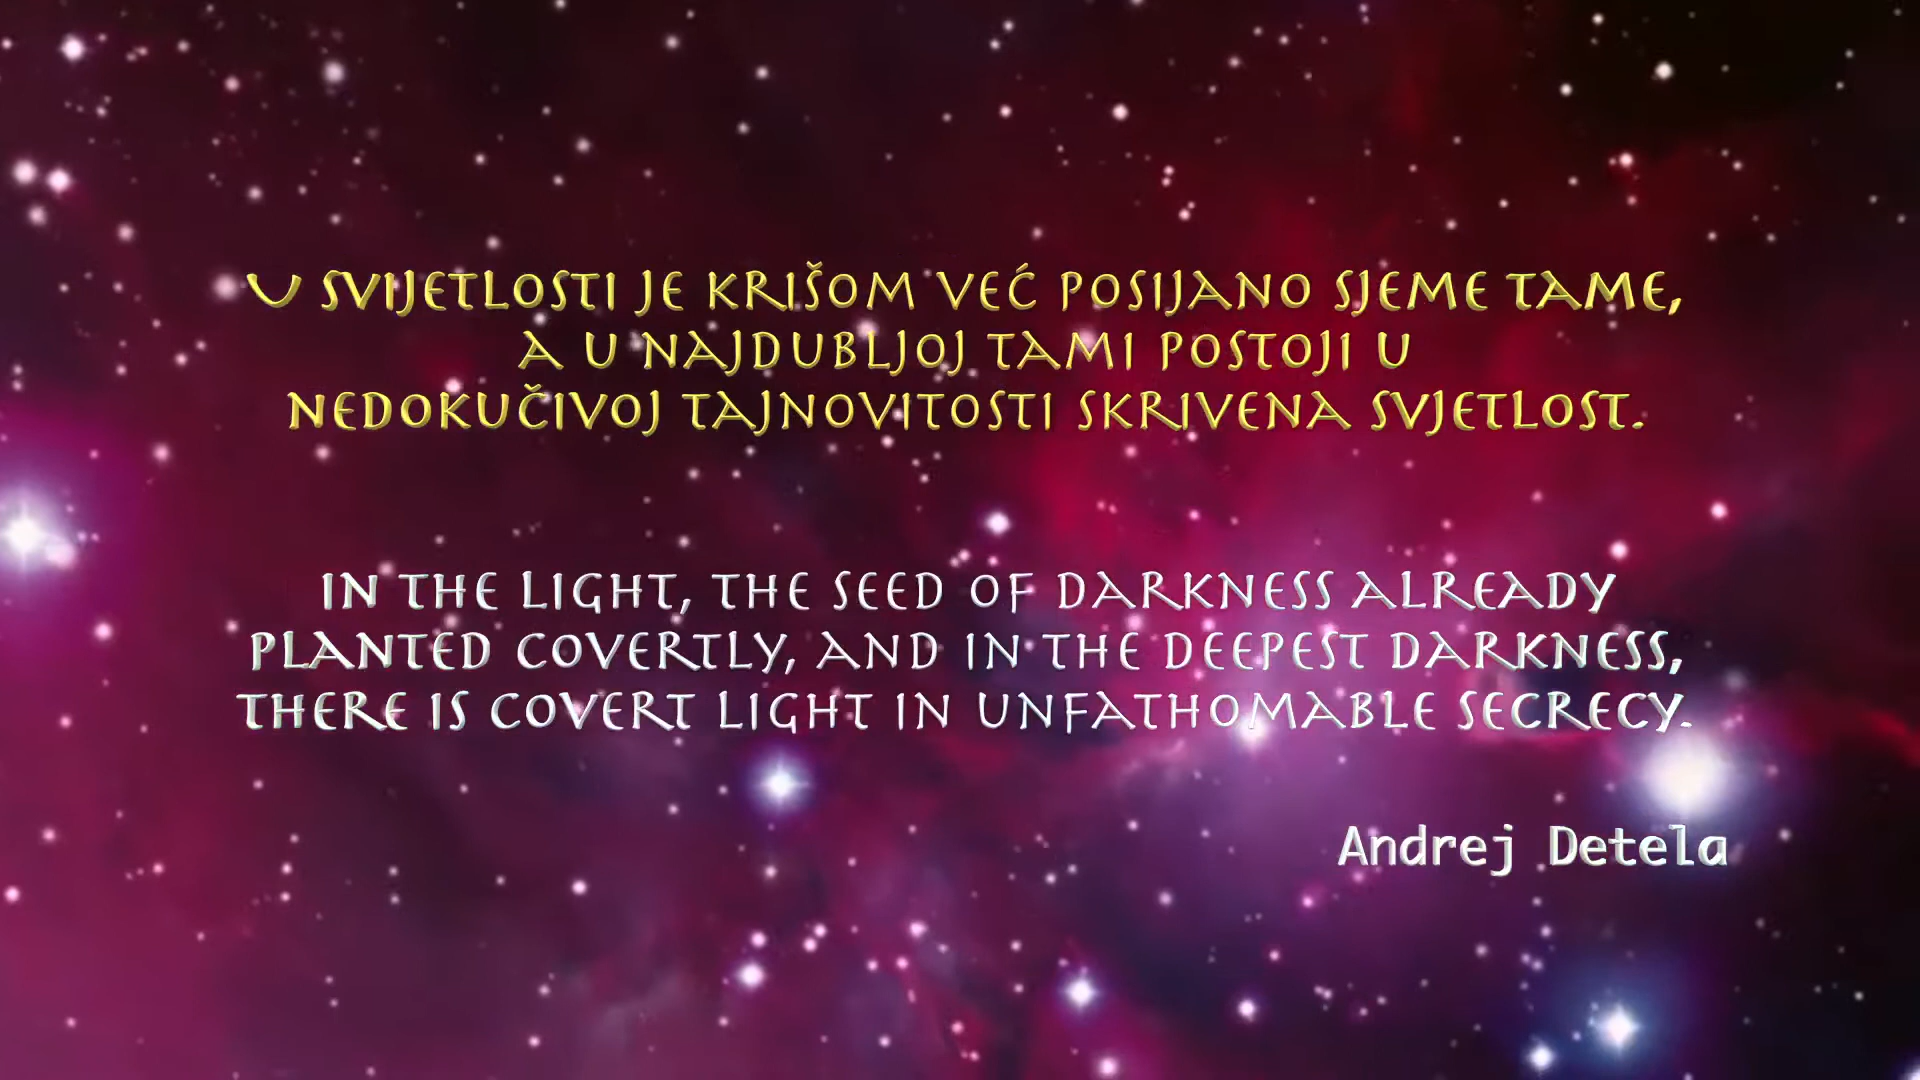 U SVIJETLOSTI JE KRIŠOM VEĆ POSIJANO SJEME TAME,
A U NAJDUBLJOJ TAMI POSTOJI U
NEDOKUČIVOJ TAJNOVITOSTI SKRIVENA SVJETLOST.
IN THE LIGHT, THE SEED OF DARKNESS ALREADY
PLANTED COVERTLY, AND IN THE DEEPEST DARKNESS,
THERE IS COVERT LIGHT IN UNFATHOMABLE SECRECY.
Andrej Detela